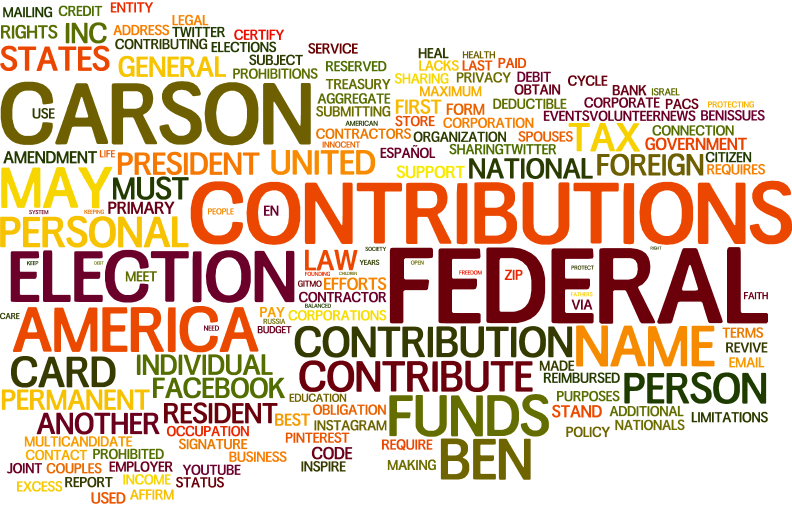 MAILING CREDIT ENTITY
LEGAL
RIGHTS INC ADDRESS TWITTER CERTIFY
CONTRIBUTING ELECTIONS
STATES GENERAL SUBJECT SERVICE HEAL HEALTH
PROHIBITIONS RESERVED LACKS LAST PAID
TREASURY SHARING PRIVACY DEBIT CYCLE
CARSON USE AGGREGATE MAXIMUM OBTAIN BANK ISRAEL
SUBMITTING FIRST FORM DEDUCTIBLE CORPORATE PACS PROTECTING
AMERICAN STORE CORPORATION EVENTSVOLUNTEERNEWS BENISSUES
CONTRACTORS ORGANIZATION SPOUSES TAX CONNECTION
INNOCENT GOVERNMENT
AMENDMENT LIFE PRESIDENT UNITED ESPAÑOL SHARINGTWITTER CITIZEN
SUPPORT NATIONAL FOREIGN REQUIRES
MAY MUST
PRIMARY CONTRIBUTIONS
PERSONAL SYSTEM KEEPING PEOPLE EN
ELECTION KEEP DEBT MEET LAW SOCIETY YEARS FEDERAL OPEN FREEDOM ZIP PROTECT RIGHT
FOUNDING CHILDREN
GITMO EFFORTS
CONTRACTOR FATHERS VIA FAITH
BALANCED
CARE AMERICA NEED PAY CORPORATIONS
RUSSIA
BUDGET CONTRIBUTION NAME TERMS
REVIVE
CARD INDIVIDUAL CONTRIBUTE MADE EMAIL
FACEBOOK REIMBURSED PERSON
PERMANENT EDUCATION PURPOSES
ANOTHER RESIDENT BEST OBLIGATION FUNDS STAND ADDITIONAL LIMITATIONS
OCCUPATION INSTAGRAM NATIONALS
MULTICANDIDATE SIGNATURE PINTEREST POLICY
CONTACT PROHIBITED BUSINESS CODE REQUIRE BEN
JOINT COUPLES EMPLOYER YOUTUBE INSPIRE MAKING
EXCESS REPORT INCOME STATUS
USED AFFIRM